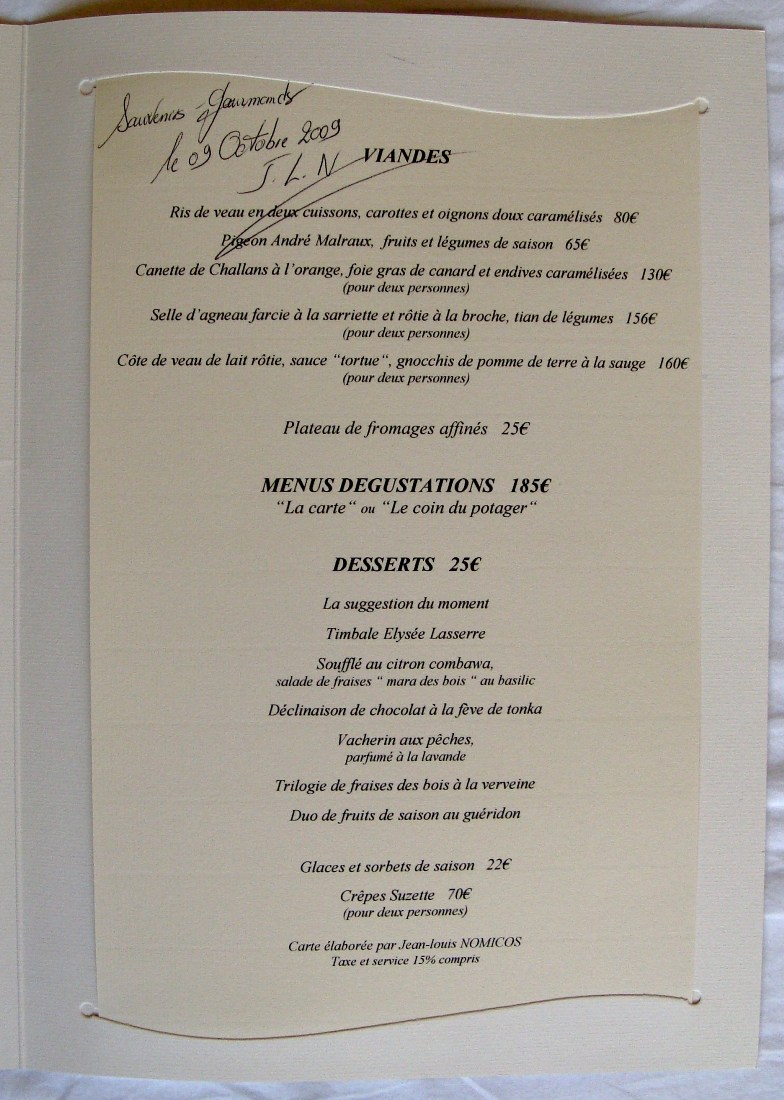 Souvenirs gourmands
le 09 Octobre 2009
J. L. N
VIANDES
Ris de veau en deux cuissons, carottes et oignons doux caramélisés 80€
Pigeon André Malraux, fruits et légumes de saison 65€
Canette de Challans à l'orange, foie gras de canard et endives caramélisées 130€
(pour deux personnes)
Selle d'agneau farcie à la sarriette et rôtie à la broche, tian de légumes 156€
(pour deux personnes)
Côte de veau de lait rôtie, sauce "tortue", gnocchis de pomme de terre à la sauge 160€
(pour deux personnes)
Plateau de fromages affinés 25€
MENUS DEGUSTATIONS 185€
"La carte" ou "Le coin du potager"
DESSERTS 25€
La suggestion du moment
Timbale Elysée Lasserre
Soufflé au citron combawa,
salade de fraises " mara des bois " au basilic
Déclinaison de chocolat à la fève de tonka
Vacherin aux pêches,
parfumé à la lavande
Trilogie de fraises des bois à la verveine
Duo de fruits de saison au guéridon
Glaces et sorbets de saison 22€
Crêpes Suzette 70€
(pour deux personnes)
Carte élaborée par Jean-louis NOMICOS
Taxe et service 15% compris